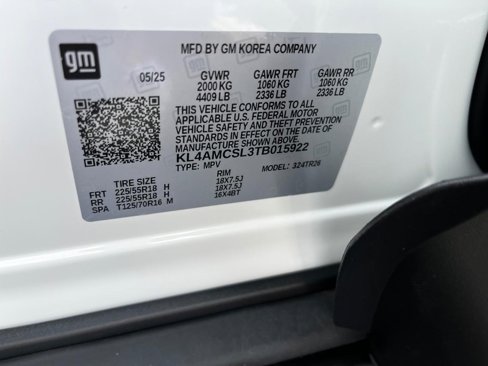 gm
MFD BY GM KOREA COMPANY
05/25 GVWR GAWR FRT GAWR RR
2000 KG 1060 KG 1060 KG
4409 LB 2336 LB 2336 LB
THIS VEHICLE CONFORMS TO ALL
APPLICABLE U.S. FEDERAL MOTOR
VEHICLE SAFETY AND THEFT PREVENTION
STANDARDS IN EFFECT ON THE DATE OF
MANUFACTURE SHOWN ABOVE.
KL4AMCSL3TB015922
TYPE: MPV MODEL: 324TR26
TIRE SIZE RIM
FRT 225/55R18 H 18X7.5J
RR 225/55R18 H 18X7.5J
SPA T125/70R16 M 16X4BT